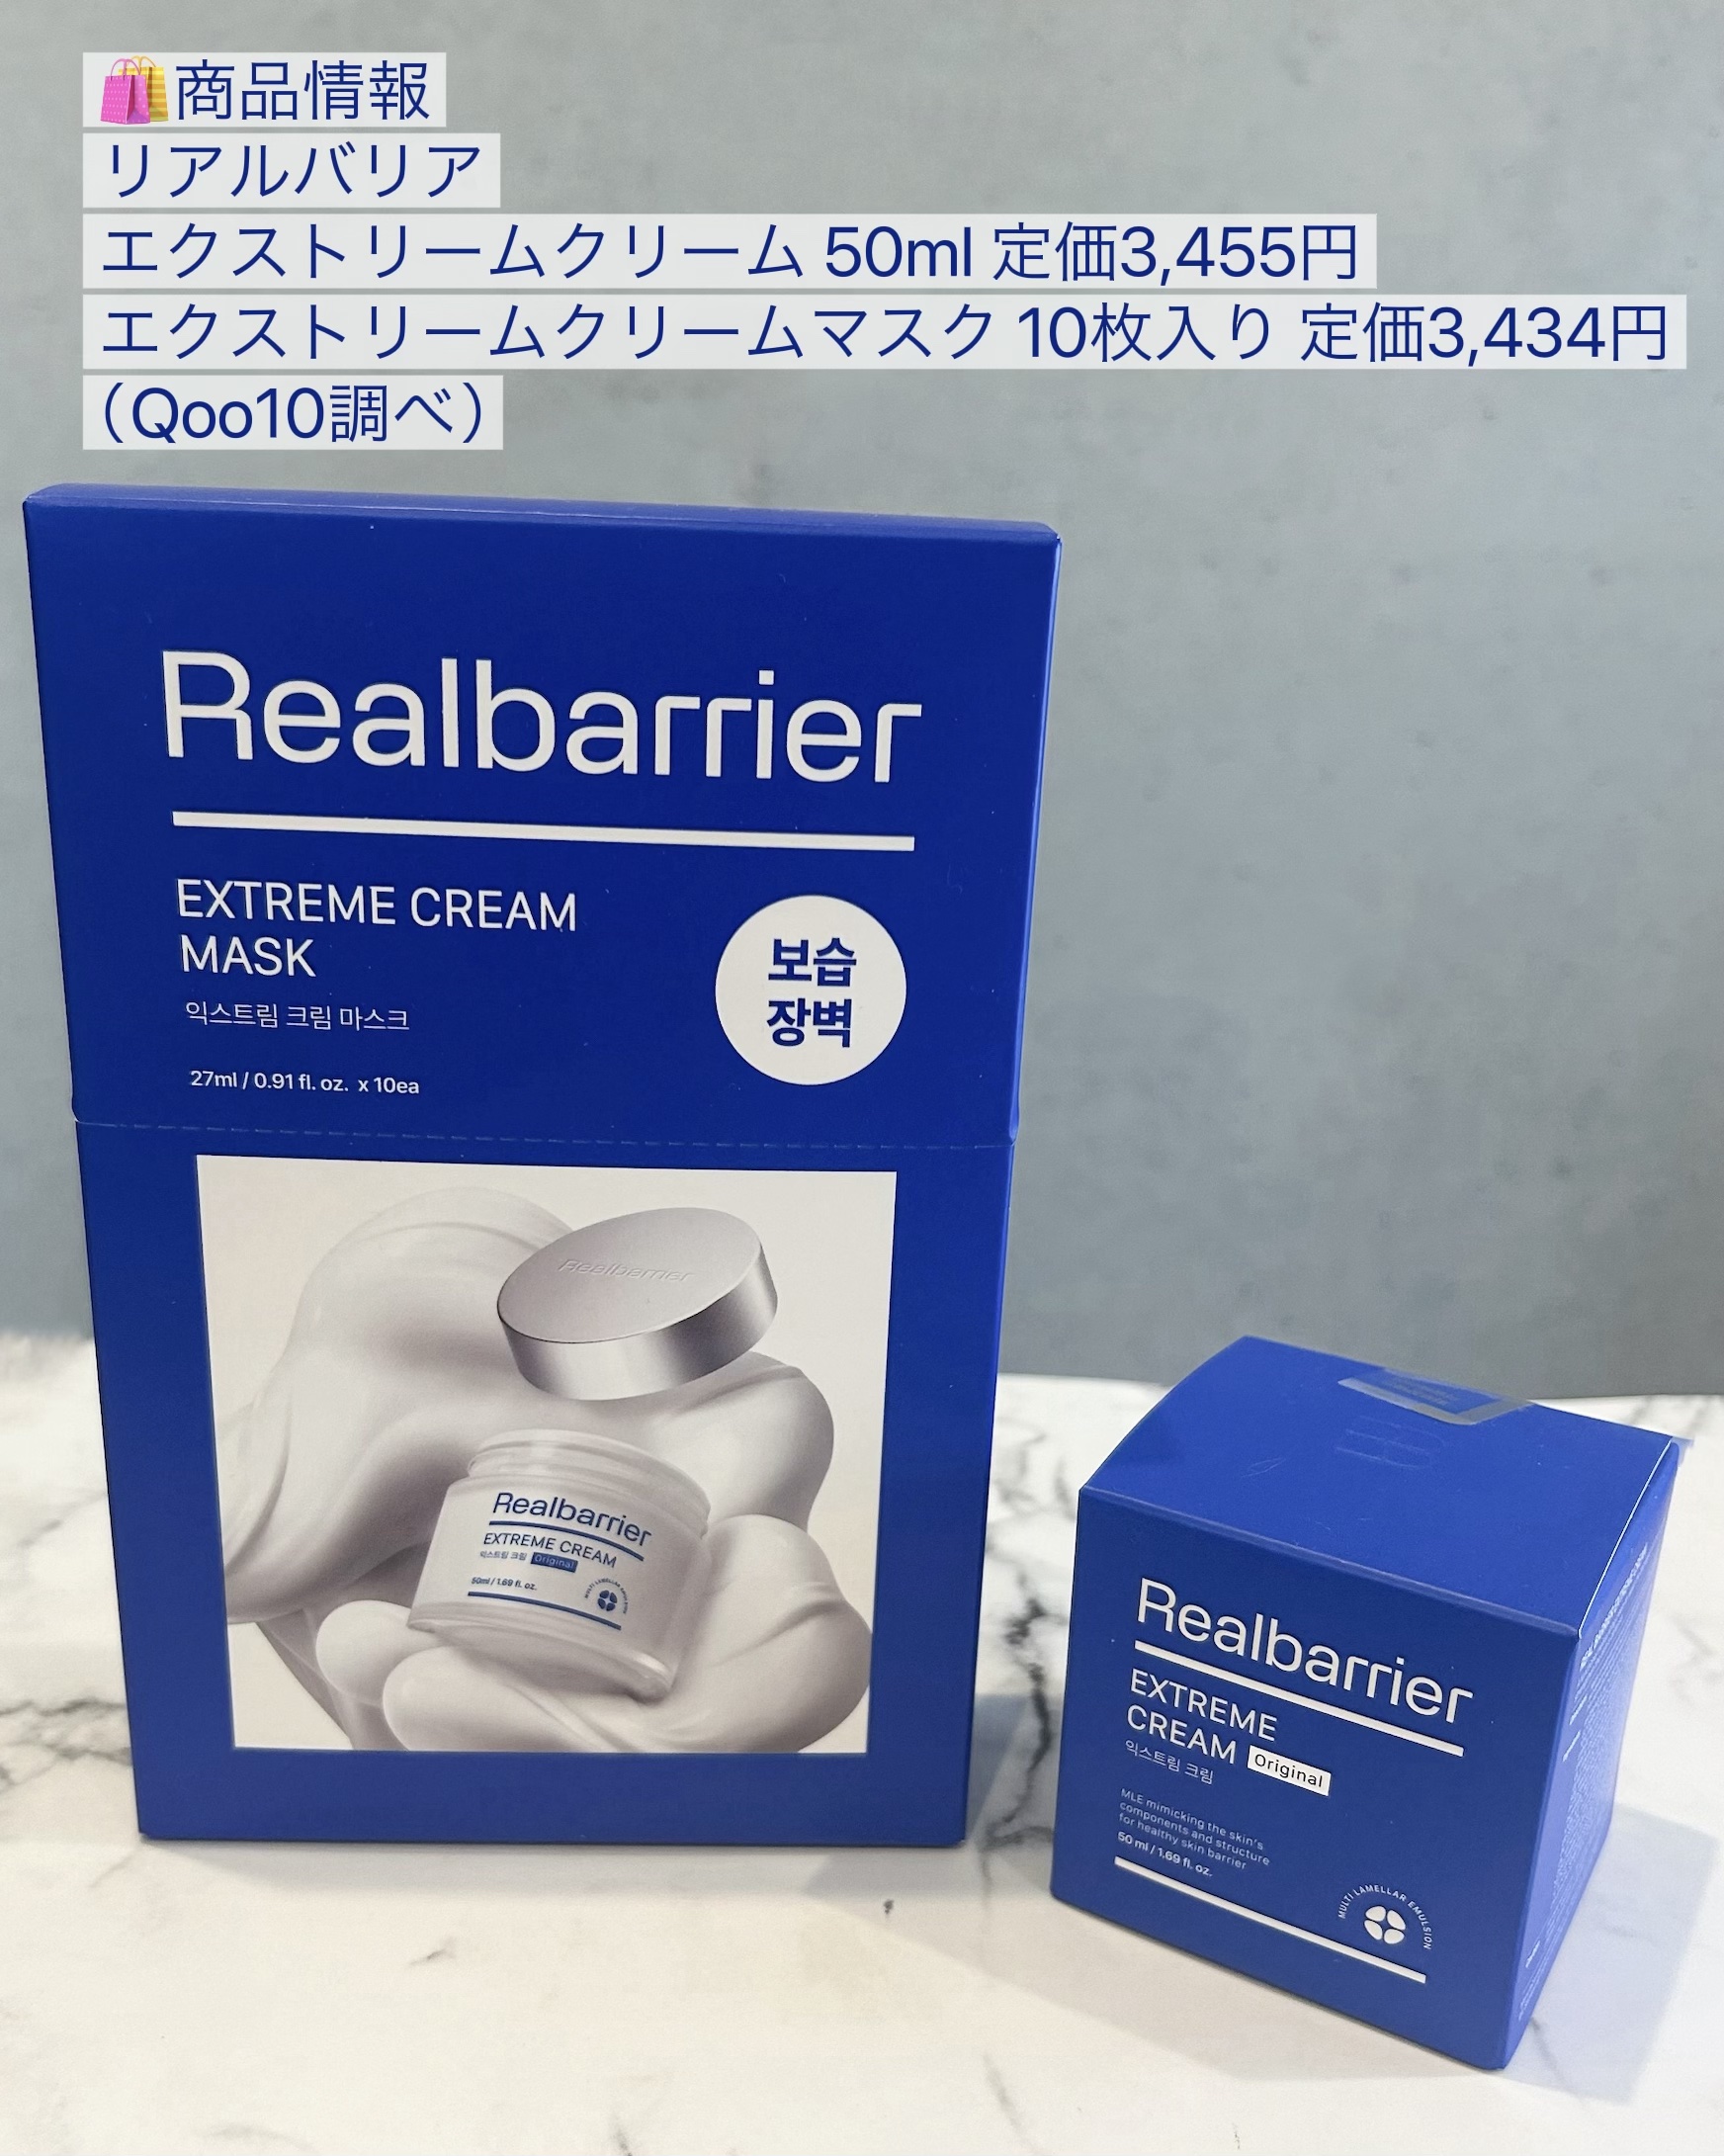 🛍️商品情報
リアルバリア
エクストリームクリーム 50ml 定価3,455円
エクストリームクリームマスク 10枚入り 定価3,434円
（Qoo10調べ）
Realbarrier
EXTREME CREAM
MASK
익스트림 크림 마스크
27ml / 0.91 fl. oz. x 10ea
보습
장벽
Realbarrier
Realbarrier
EXTREME CREAM
익스트림 크림 Original
50ml / 1.69 fl. oz.
MULTI LAMELLAR EMULSION
Realbarrier
EXTREME
CREAM Original
익스트림 크림
MLE mimicking the skin's
components and structure
for healthy skin barrier
50 ml / 1.69 fl. oz.
MULTI LAMELLAR EMULSION